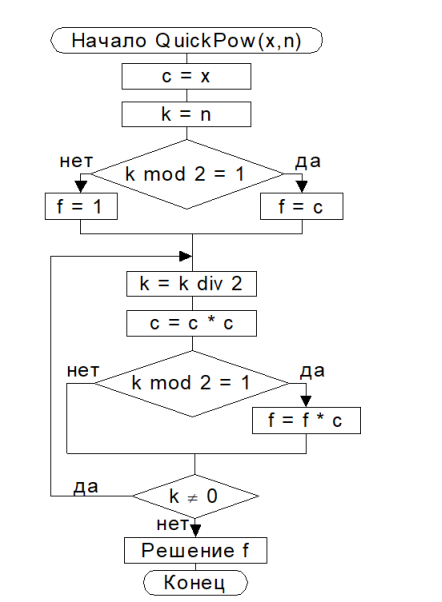 Начало QuickPow(x,n)
c = x
k = n
нет
да
k mod 2 = 1
f = 1
f = c
k = k div 2
c = c * c
нет
да
k mod 2 = 1
f = f * c
да
k ≠ 0
нет
Решение f
Конец